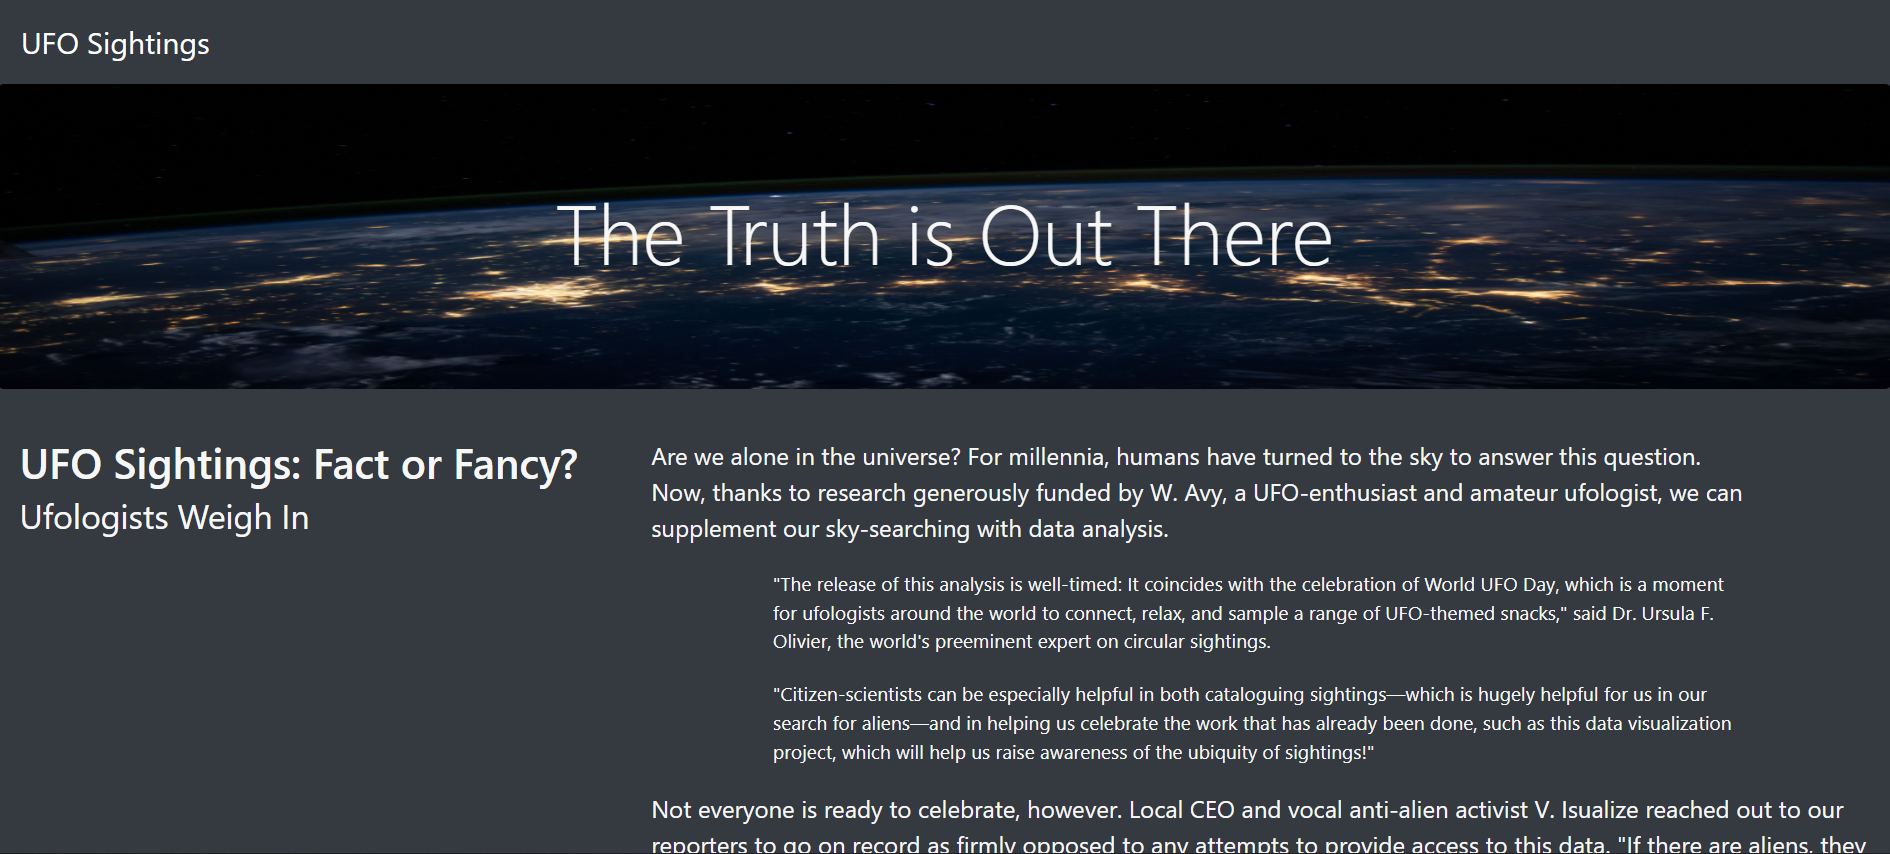 UFO Sightings
The Truth is Out There
UFO Sightings: Fact or Fancy?
Ufologists Weigh In
Are we alone in the universe? For millennia, humans have turned to the sky to answer this question.
Now, thanks to research generously funded by W. Avy, a UFO-enthusiast and amateur ufologist, we can
supplement our sky-searching with data analysis.
"The release of this analysis is well-timed: It coincides with the celebration of World UFO Day, which is a moment
for ufologists around the world to connect, relax, and sample a range of UFO-themed snacks," said Dr. Ursula F.
Olivier, the world's preeminent expert on circular sightings.
"Citizen-scientists can be especially helpful in both cataloguing sightings—which is hugely helpful for us in our
search for aliens—and in helping us celebrate the work that has already been done, such as this data visualization
project, which will help us raise awareness of the ubiquity of sightings!"
Not everyone is ready to celebrate, however. Local CEO and vocal anti-alien activist V. Isualize reached out to our
reporters to go on record as firmly opposed to any attempts to provide access to this data. "If there are aliens, they